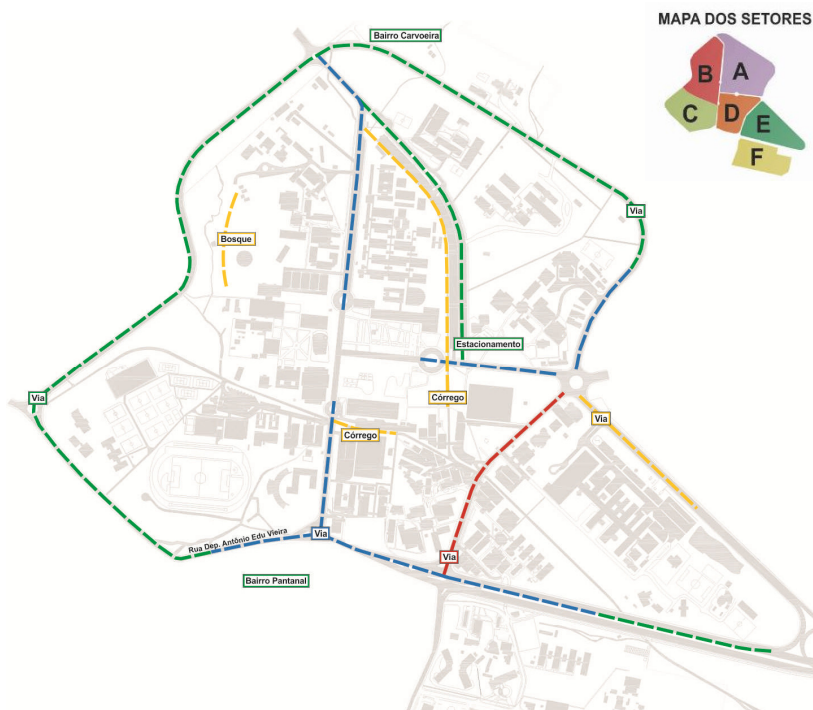 MAPA DOS SETORES
B
A
C
D
E
F
Bairro Carvoeira
Via
Bosque
Estacionamento
Via
Córrego
Via
Córrego
Rua Dep. Antônio Edu Vieira
Via
Via
Bairro Pantanal